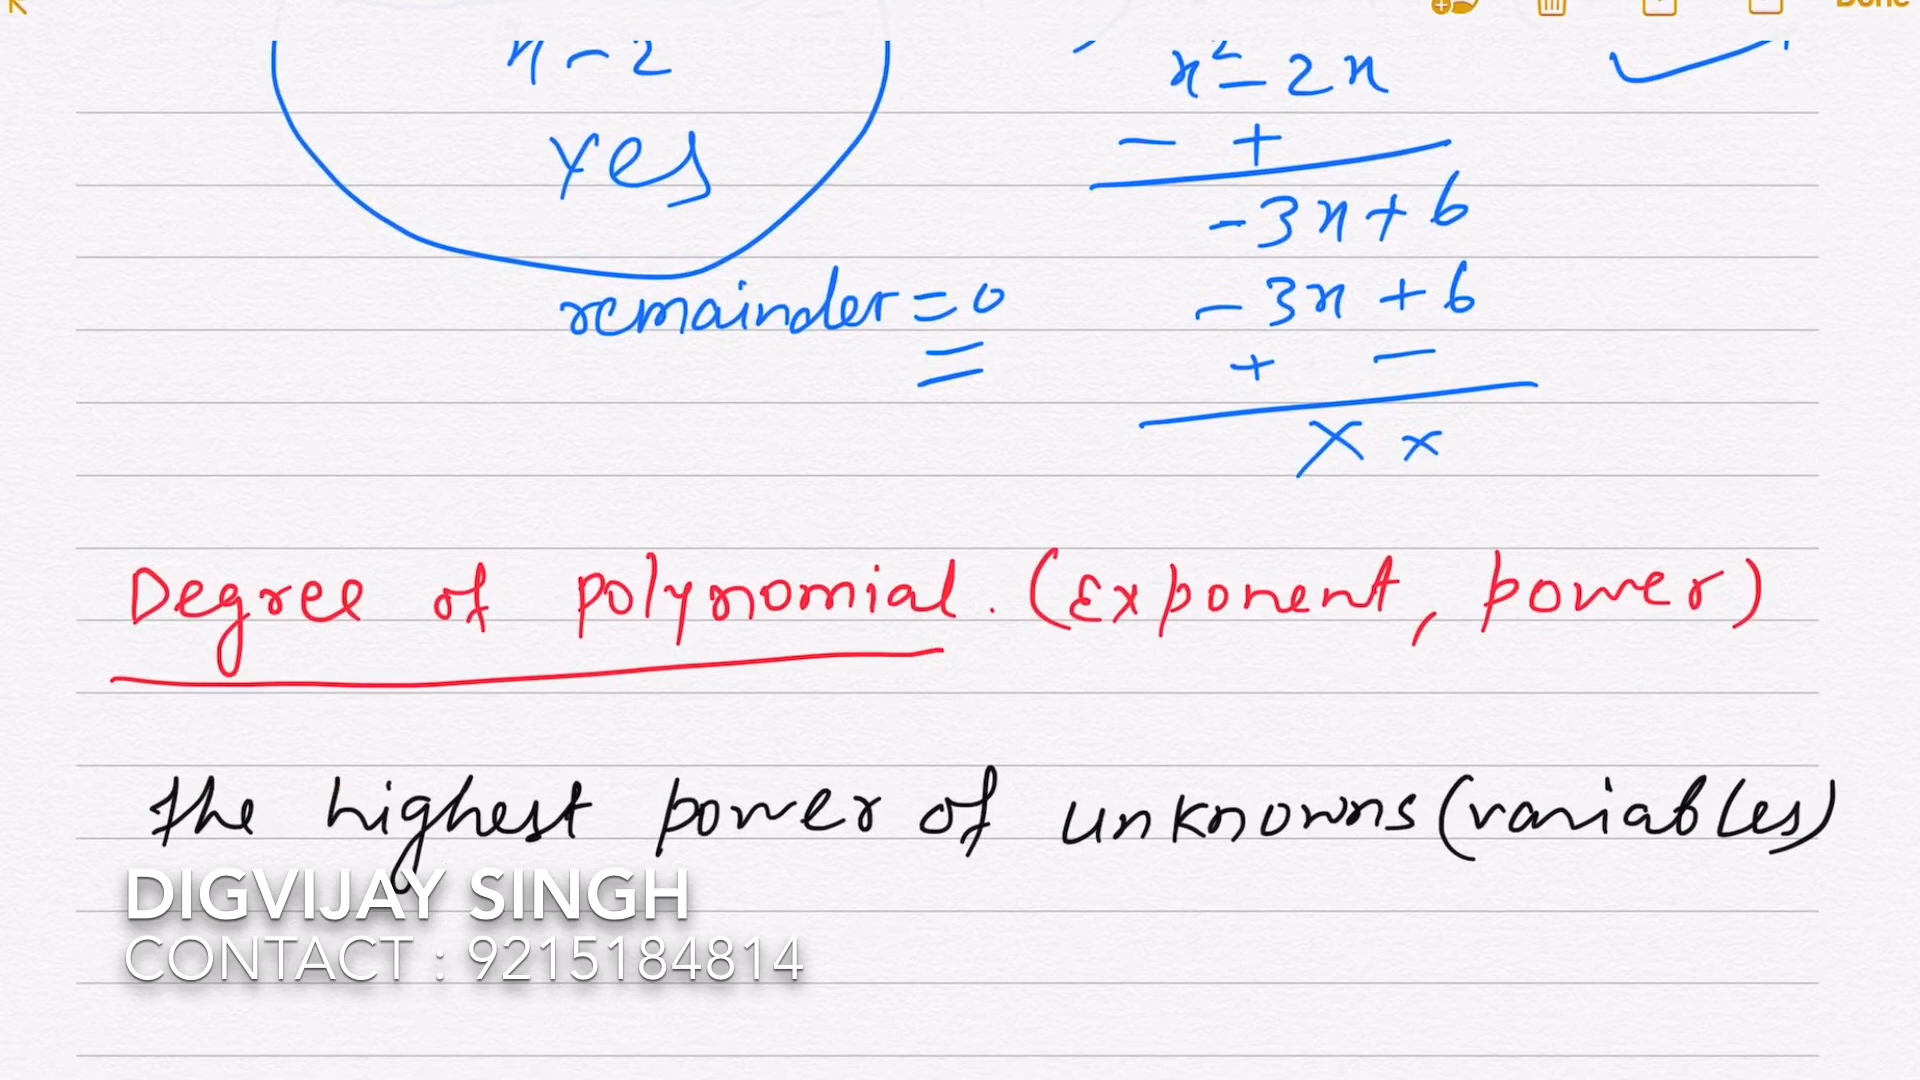 Done
x - 2
x² - 2x
yes
- +
-3x + 6
remainder = 0
-3x + 6
+ -
x x
Degree of polynomial. (Exponent, power)
the highest power of unknowns (variables)
DIGVIJAY SINGH
CONTACT : 9215184814